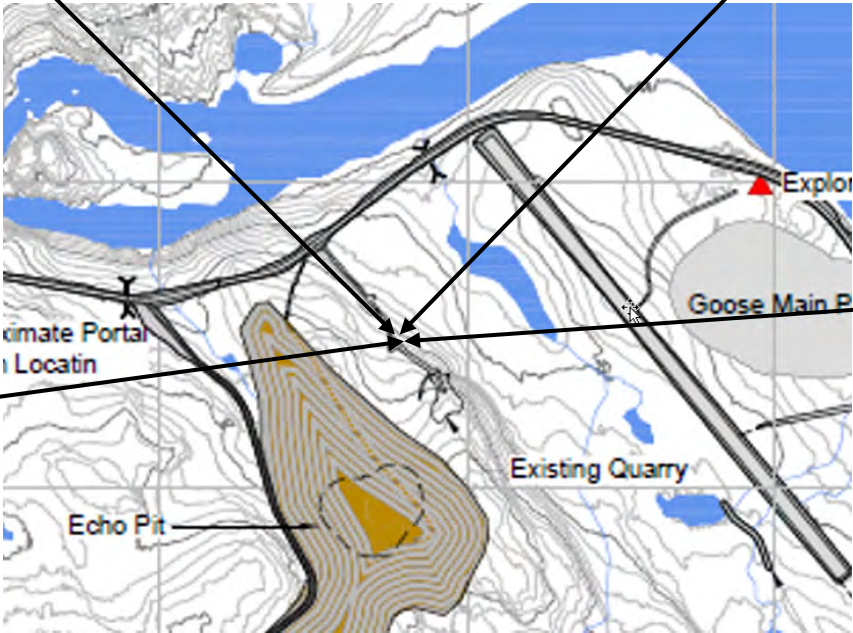 Explor
Goose Main P
ximate Portal
n Locatin
Existing Quarry
Echo Pit